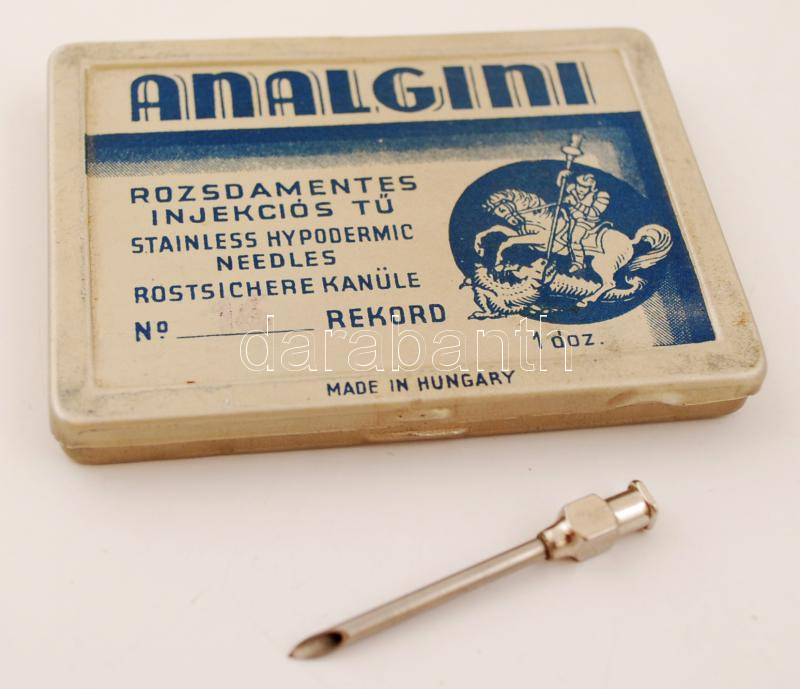 ANALGINI
ROZSDAMENTES
INJEKCIÓS TŰ
STAINLESS HYPODERMIC
NEEDLES
ROSTSICHERE KANÜLE
No REKORD
1 doz.
MADE IN HUNGARY
darabanth